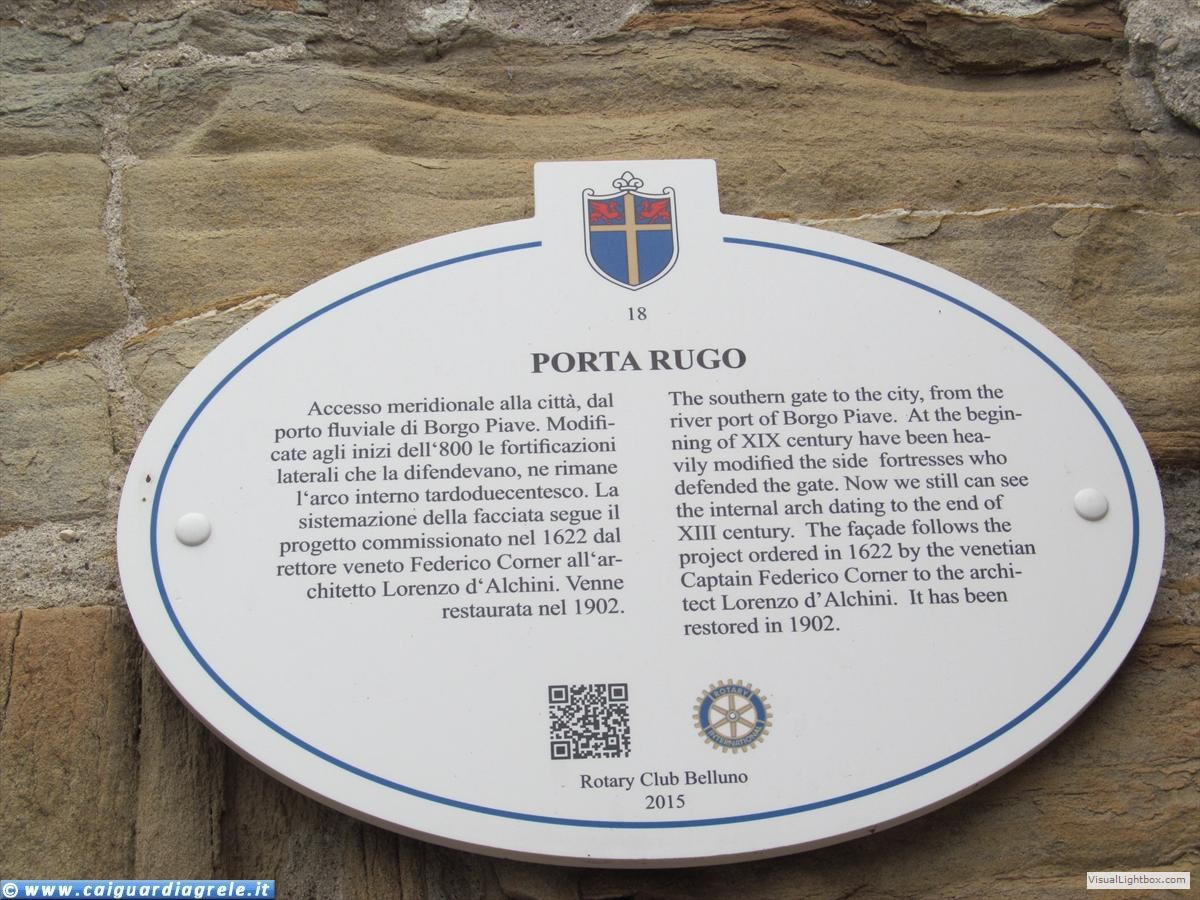 18
PORTA RUGO
Accesso meridionale alla città, dal
porto fluviale di Borgo Piave. Modifi-
cate agli inizi dell‘800 le fortificazioni
laterali che la difendevano, ne rimane
l‘arco interno tardoduecentesco. La
sistemazione della facciata segue il
progetto commissionato nel 1622 dal
rettore veneto Federico Corner all‘ar-
chitetto Lorenzo d‘Alchini. Venne
restaurata nel 1902.
The southern gate to the city, from the
river port of Borgo Piave. At the begin-
ning of XIX century have been hea-
vily modified the side fortresses who
defended the gate. Now we still can see
the internal arch dating to the end of
XIII century. The façade follows the
project ordered in 1622 by the venetian
Captain Federico Corner to the archi-
tect Lorenzo d’Alchini. It has been
restored in 1902.
ROTARY
INTERNATIONAL
Rotary Club Belluno
2015
© www.caiguardiagrele.it
VisualLightbox.com